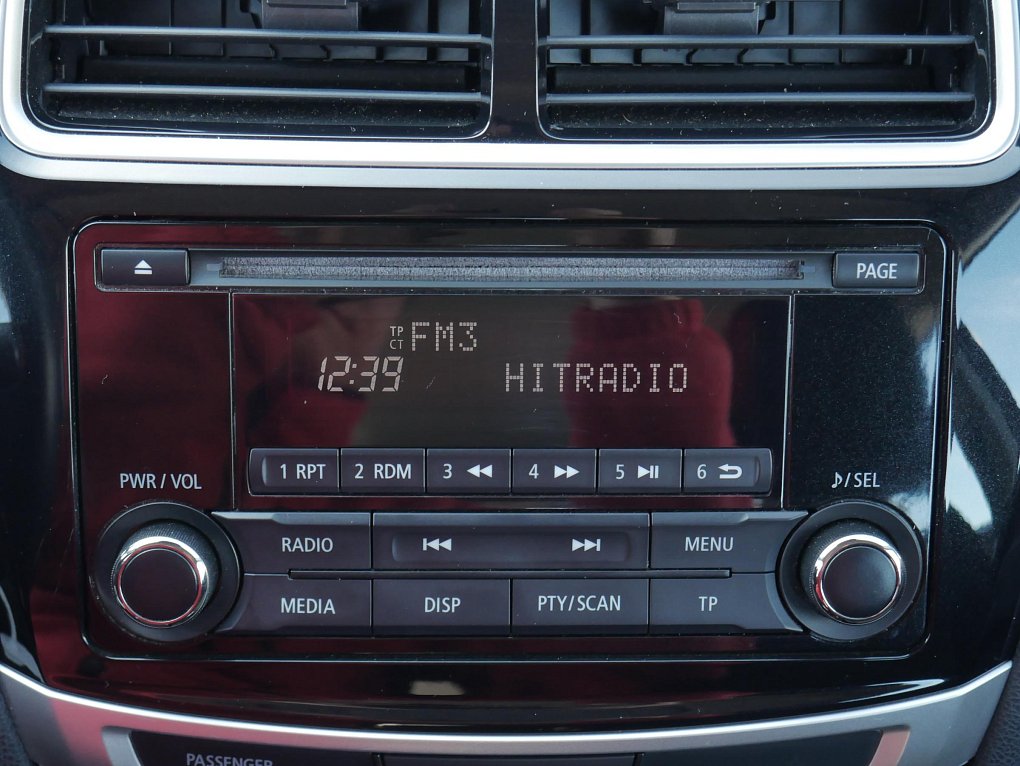 PAGE
TP
CT
FM3
12:39 HITRADIO
PWR / VOL
1 RPT 2 RDM 3 4 5 6
♪/SEL
RADIO MENU
MEDIA DISP PTY/SCAN TP
PASSENGER